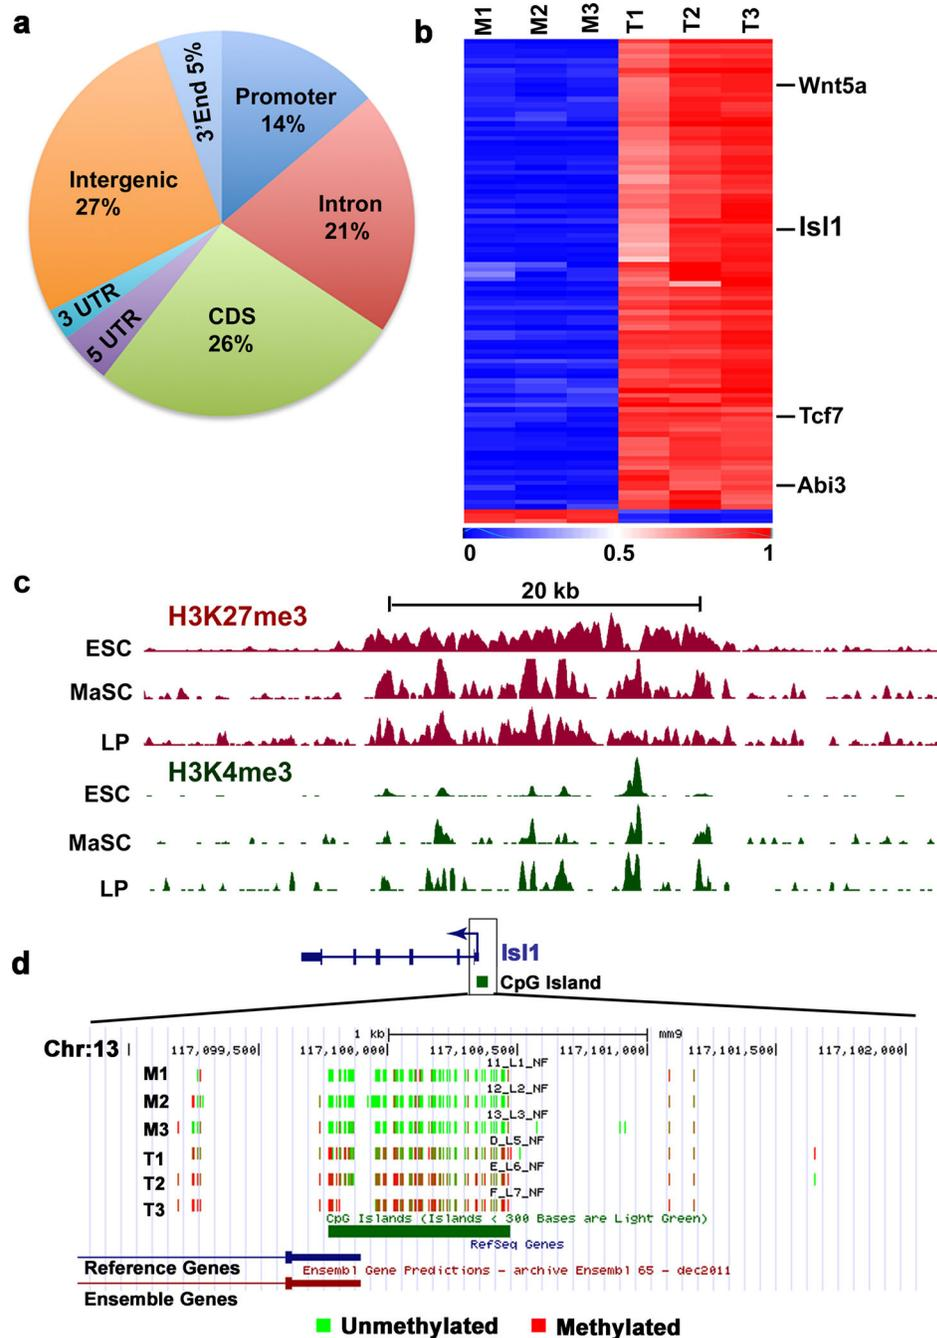 a
3'End 5%
Promoter
14%
Intergenic
27%
Intron
21%
3 UTR
5 UTR
CDS
26%
b
M1 M2 M3 T1 T2 T3
Wnt5a
Isl1
Tcf7
Abi3
0 0.5 1
c
20 kb
H3K27me3
ESC
MaSC
LP
H3K4me3
ESC
MaSC
LP
d
Isl1
CpG Island
1 kb mm9
Chr:13 117,099,500 117,100,000 117,100,500 117,101,000 117,101,500 117,102,000
11_L1_NF
M1
12_L2_NF
M2
13_L3_NF
M3
D_L5_NF
T1
E_L6_NF
T2
F_L7_NF
T3
CpG Islands (Islands < 300 Bases are Light Green)
RefSeq Genes
Reference Genes
Ensembl Gene Predictions - archive Ensembl 65 - dec2011
Ensemble Genes
Unmethylated Methylated